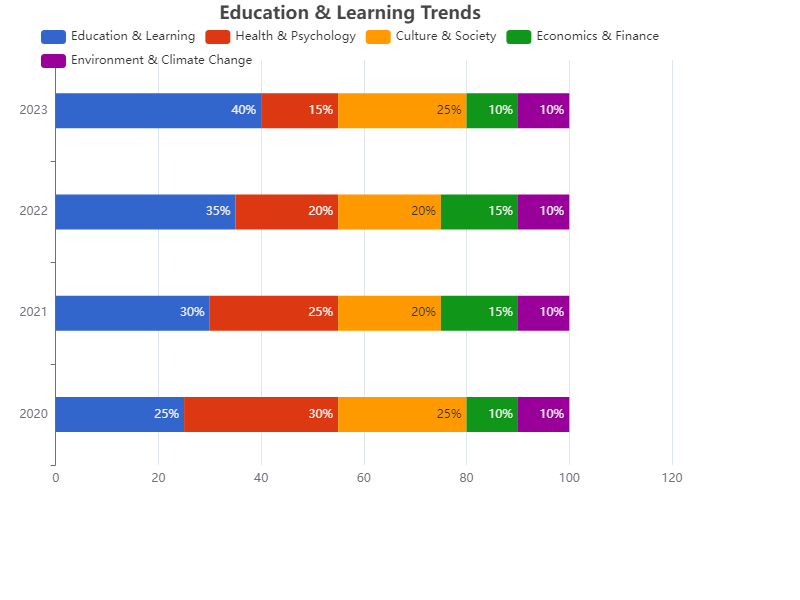 Education & Learning Trends
Education & Learning Health & Psychology Culture & Society Economics & Finance
Environment & Climate Change
2023 40% 15% 25% 10% 10%
2022 35% 20% 20% 15% 10%
2021 30% 25% 20% 15% 10%
2020 25% 30% 25% 10% 10%
0 20 40 60 80 100 120